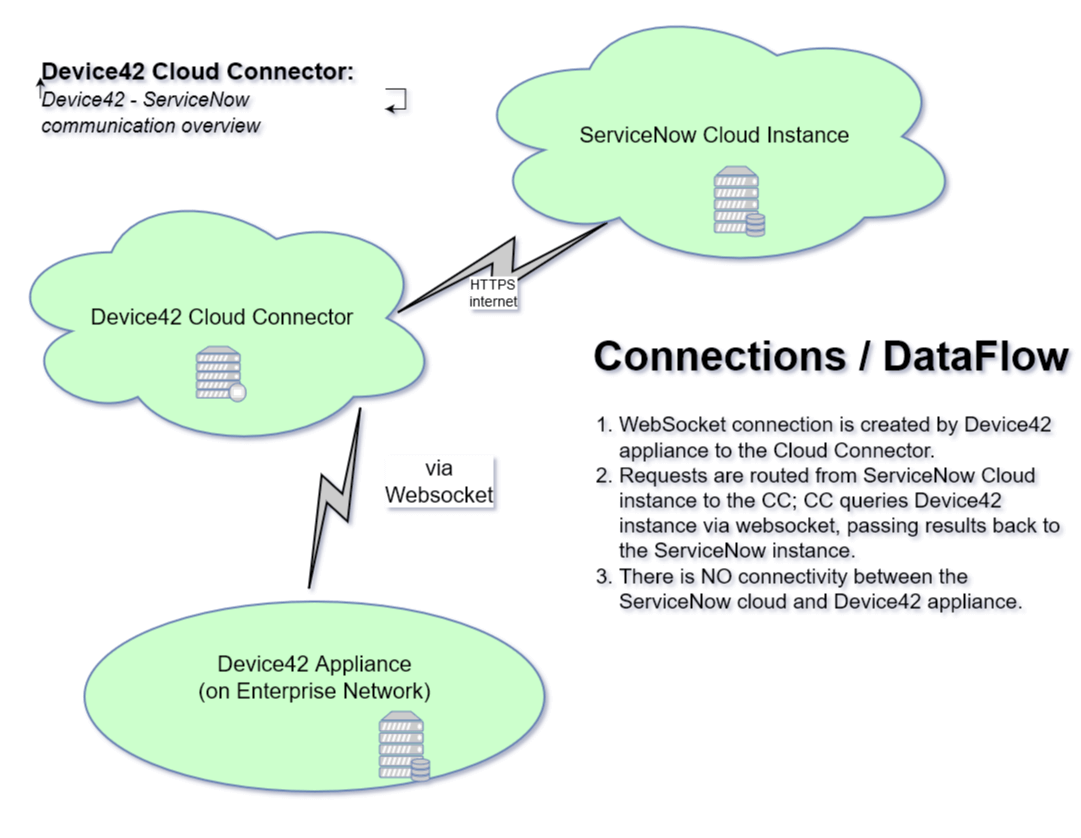 Device42 Cloud Connector:
Device42 - ServiceNow
communication overview
ServiceNow Cloud Instance
Device42 Cloud Connector
HTTPS
internet
via
Websocket
Device42 Appliance
(on Enterprise Network)
Connections / DataFlow
1. WebSocket connection is created by Device42
appliance to the Cloud Connector.
2. Requests are routed from ServiceNow Cloud
instance to the CC; CC queries Device42
instance via websocket, passing results back to
the ServiceNow instance.
3. There is NO connectivity between the
ServiceNow cloud and Device42 appliance.